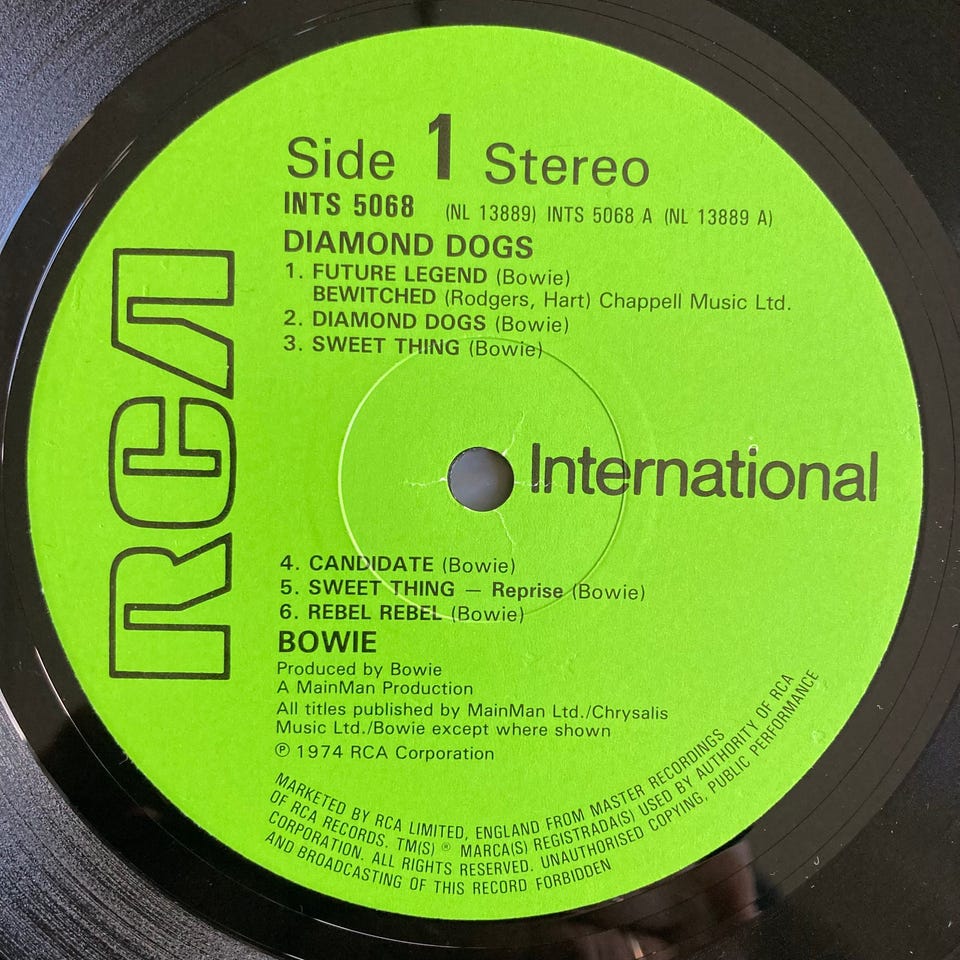 Side 1 Stereo
INTS 5068 (NL 13889) INTS 5068 A (NL 13889 A)
DIAMOND DOGS
1. FUTURE LEGEND (Bowie)
BEWITCHED (Rodgers, Hart) Chappell Music Ltd.
2. DIAMOND DOGS (Bowie)
3. SWEET THING (Bowie)
RCA
International
4. CANDIDATE (Bowie)
5. SWEET THING — Reprise (Bowie)
6. REBEL REBEL (Bowie)
BOWIE
Produced by Bowie
A MainMan Production
All titles published by MainMan Ltd./Chrysalis
Music Ltd./Bowie except where shown
℗ 1974 RCA Corporation
MARKETED BY RCA LIMITED, ENGLAND FROM MASTER RECORDINGS
OF RCA RECORDS. TM(S) ® MARCA(S) REGISTRADA(S) USED BY AUTHORITY OF RCA
CORPORATION. ALL RIGHTS RESERVED. UNAUTHORISED COPYING, PUBLIC PERFORMANCE
AND BROADCASTING OF THIS RECORD FORBIDDEN